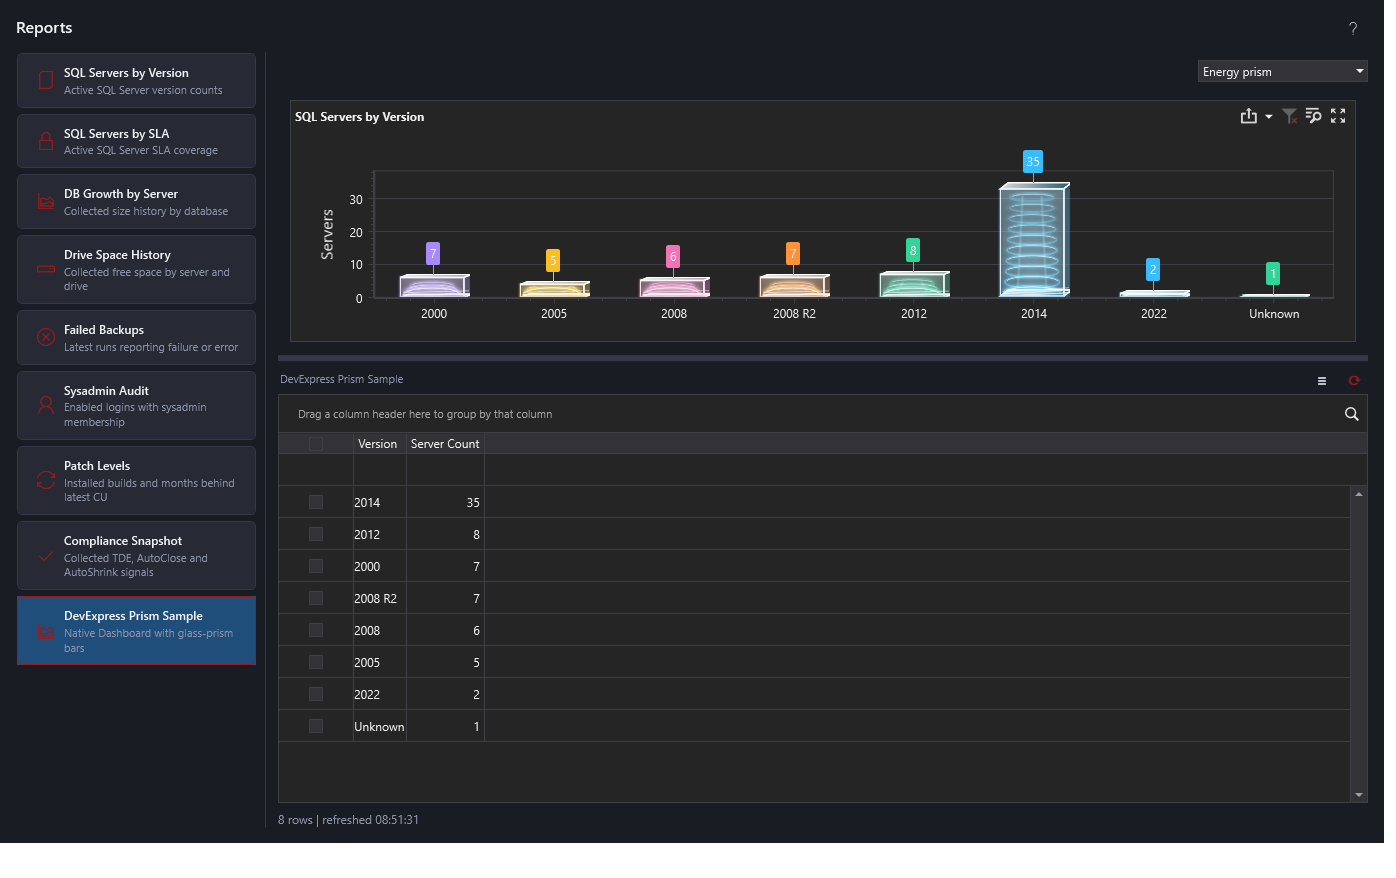 Reports
?
SQL Servers by Version
Active SQL Server version counts
SQL Servers by SLA
Active SQL Server SLA coverage
DB Growth by Server
Collected size history by database
Drive Space History
Collected free space by server and
drive
Failed Backups
Latest runs reporting failure or error
Sysadmin Audit
Enabled logins with sysadmin
membership
Patch Levels
Installed builds and months behind
latest CU
Compliance Snapshot
Collected TDE, AutoClose and
AutoShrink signals
DevExpress Prism Sample
Native Dashboard with glass-prism
bars
Energy prism
SQL Servers by Version
Servers
30
20
10
0
7
5
6
7
8
35
2
1
2000
2005
2008
2008 R2
2012
2014
2022
Unknown
DevExpress Prism Sample
Drag a column header here to group by that column
Version Server Count
2014 35
2012 8
2000 7
2008 R2 7
2008 6
2005 5
2022 2
Unknown 1
8 rows | refreshed 08:51:31